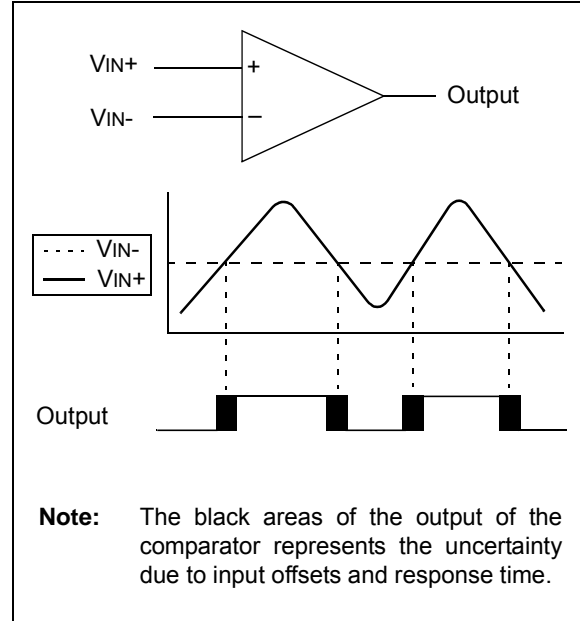 VIN+
+
VIN-
–
Output
VIN-
VIN+
Output
Note: The black areas of the output of the
comparator represents the uncertainty
due to input offsets and response time.